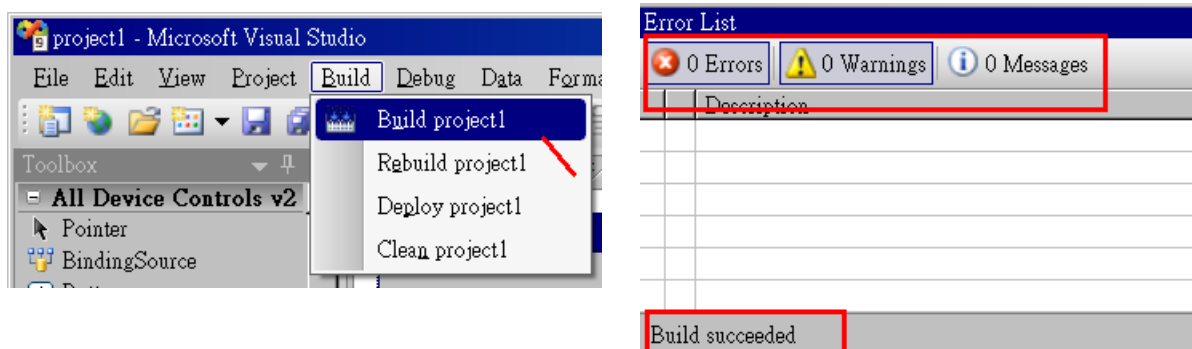 project1 - Microsoft Visual Studio
File Edit View Project Build Debug Data Forma
Build project1
Rebuild project1
Toolbox
Deploy project1
All Device Controls v2
Pointer
Clean project1
BindingSource
Error List
0 Errors 0 Warnings 0 Messages
Description
Build succeeded